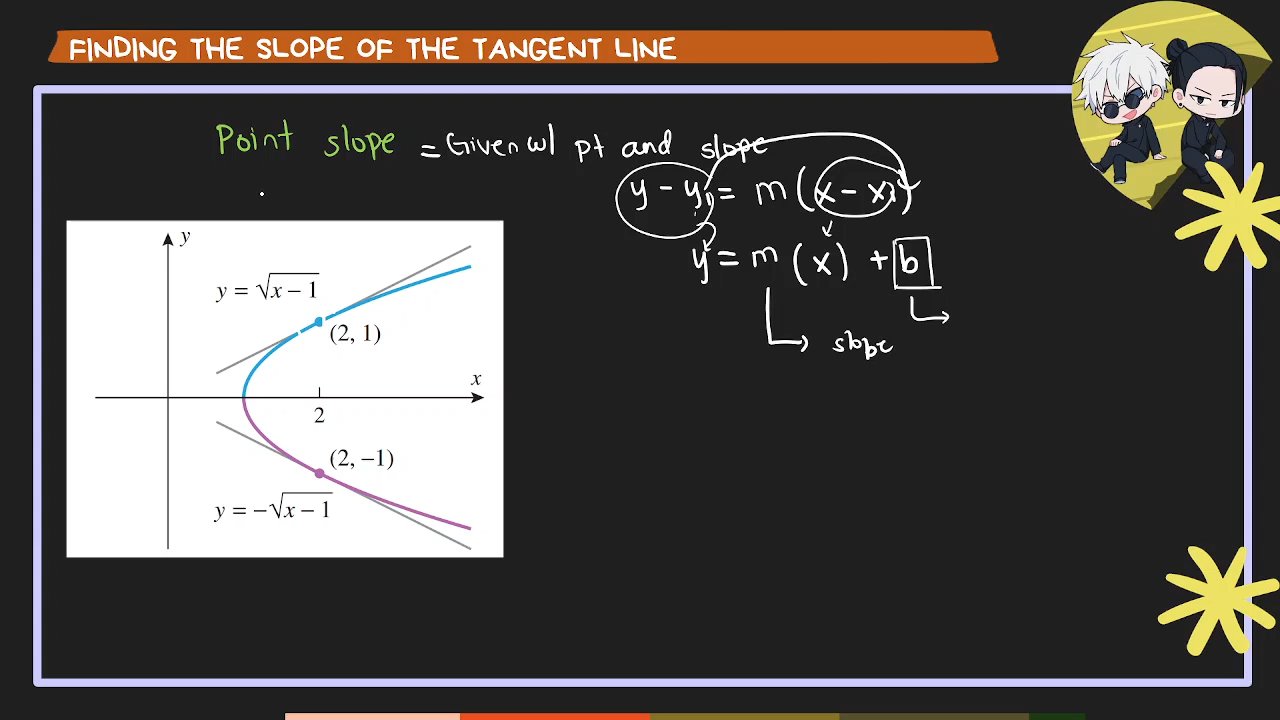 FINDING THE SLOPE OF THE TANGENT LINE
Point slope = Given w/ pt and slope
y - y₁ = m (x - x₁)
y = m (x) + b
slope
y
y = √x − 1
(2, 1)
x
2
(2, −1)
y = −√x − 1